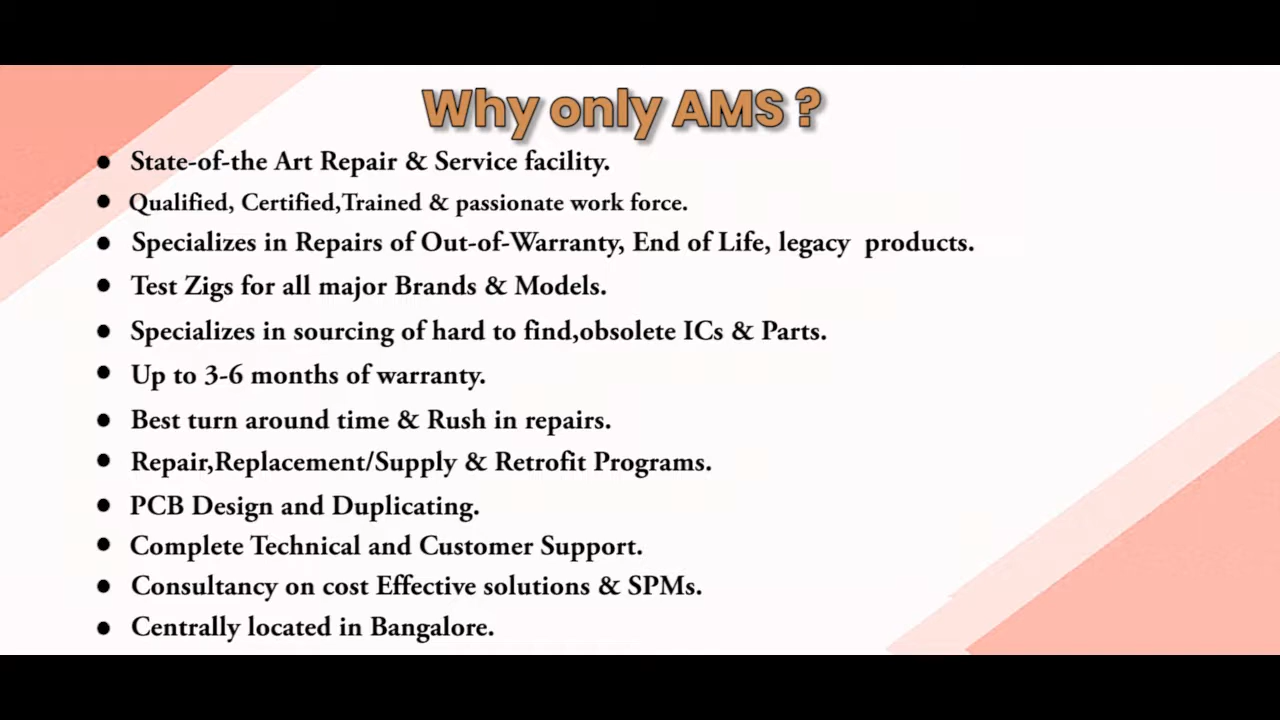 Why only AMS ?
● State-of-the Art Repair & Service facility.
● Qualified, Certified,Trained & passionate work force.
● Specializes in Repairs of Out-of-Warranty, End of Life, legacy products.
● Test Zigs for all major Brands & Models.
● Specializes in sourcing of hard to find,obsolete ICs & Parts.
● Up to 3-6 months of warranty.
● Best turn around time & Rush in repairs.
● Repair,Replacement/Supply & Retrofit Programs.
● PCB Design and Duplicating.
● Complete Technical and Customer Support.
● Consultancy on cost Effective solutions & SPMs.
● Centrally located in Bangalore.